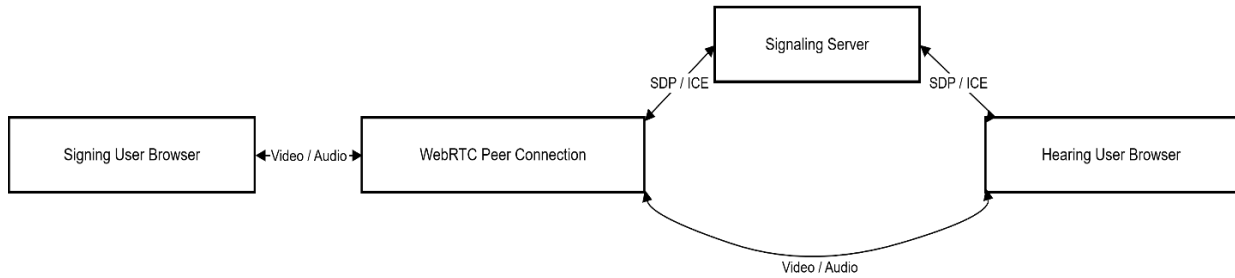 Signaling Server
SDP / ICE
SDP / ICE
Signing User Browser
Video / Audio
WebRTC Peer Connection
Hearing User Browser
Video / Audio